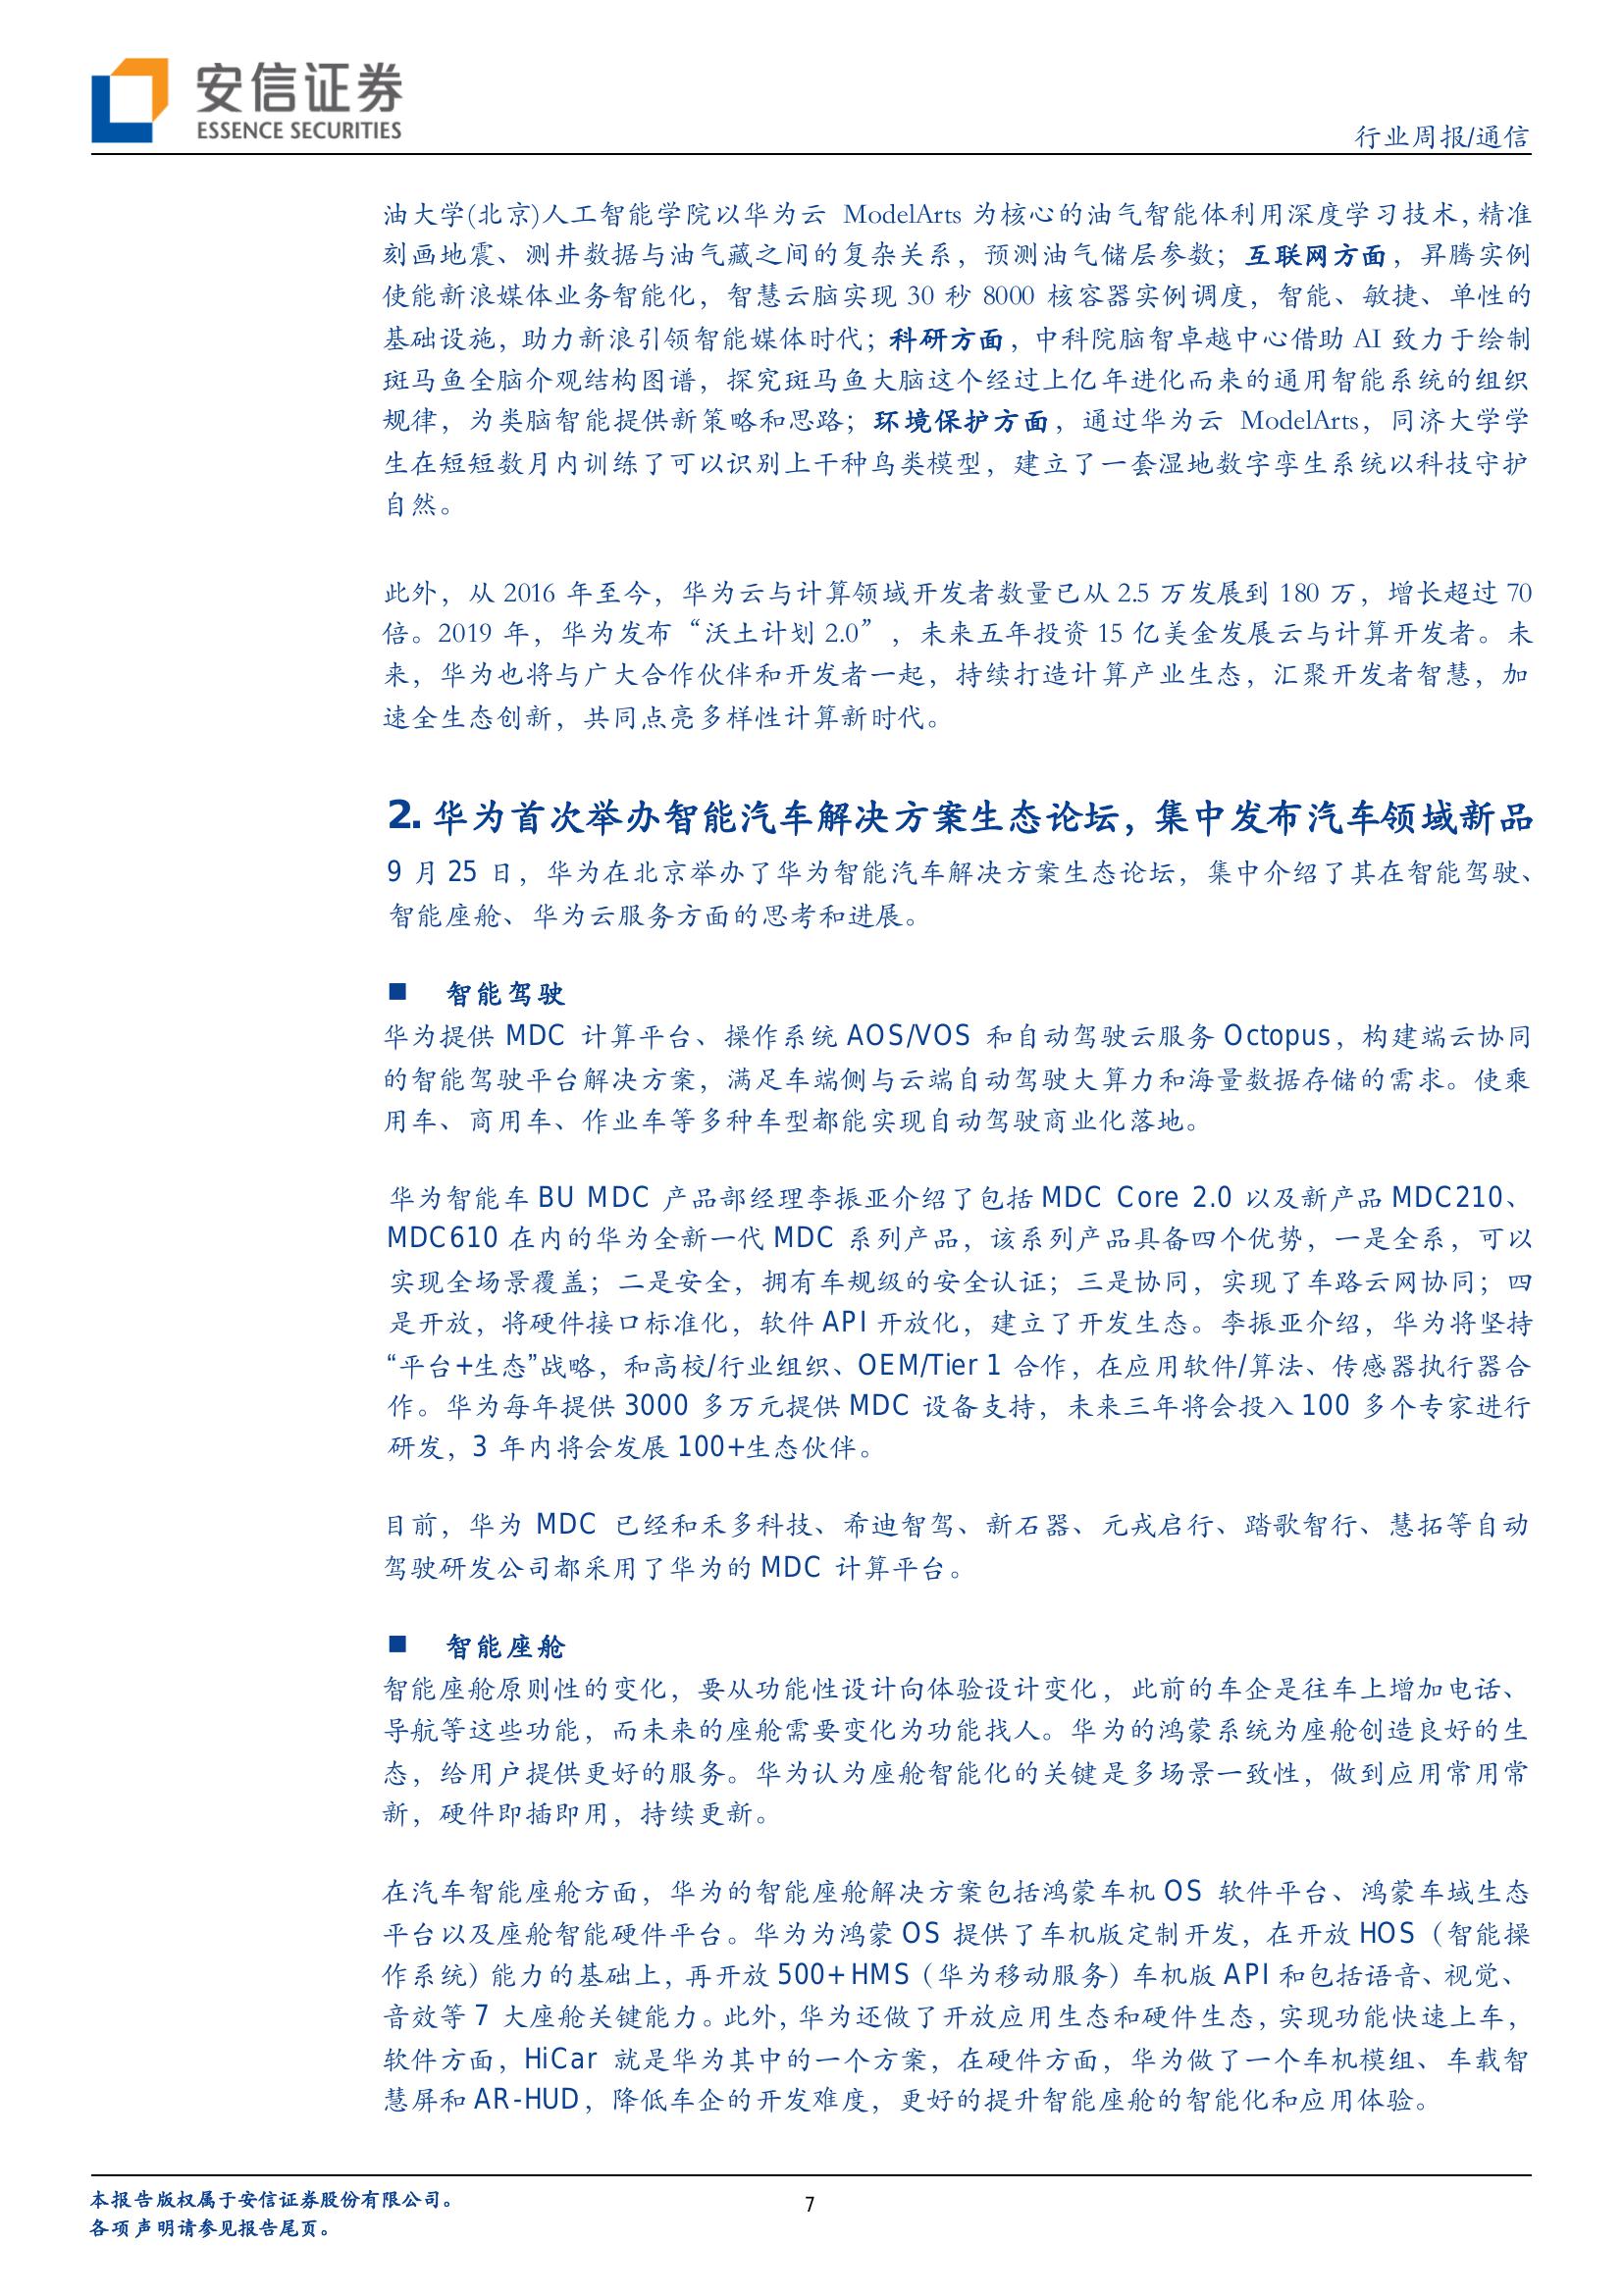 安信证券
ESSENCE SECURITIES
行业周报/通信
油大学(北京)人工智能学院以华为云 ModelArts 为核心的油气智能体利用深度学习技术，精准
刻画地震、测井数据与油气藏之间的复杂关系，预测油气储层参数；互联网方面，昇腾实例
使能新浪媒体业务智能化，智慧云脑实现 30 秒 8000 核容器实例调度，智能、敏捷、单性的
基础设施，助力新浪引领智能媒体时代；科研方面，中科院脑智卓越中心借助 AI 致力于绘制
斑马鱼全脑介观结构图谱，探究斑马鱼大脑这个经过上亿年进化而来的通用智能系统的组织
规律，为类脑智能提供新策略和思路；环境保护方面，通过华为云 ModelArts，同济大学学
生在短短数月内训练了可以识别上千种鸟类模型，建立了一套湿地数字孪生系统以科技守护
自然。
此外，从 2016 年至今，华为云与计算领域开发者数量已从 2.5 万发展到 180 万，增长超过 70
倍。2019 年，华为发布“沃土计划 2.0”，未来五年投资 15 亿美金发展云与计算开发者。未
来，华为也将与广大合作伙伴和开发者一起，持续打造计算产业生态，汇聚开发者智慧，加
速全生态创新，共同点亮多样性计算新时代。
2. 华为首次举办智能汽车解决方案生态论坛，集中发布汽车领域新品
9 月 25 日，华为在北京举办了华为智能汽车解决方案生态论坛，集中介绍了其在智能驾驶、
智能座舱、华为云服务方面的思考和进展。
■ 智能驾驶
华为提供 MDC 计算平台、操作系统 AOS/VOS 和自动驾驶云服务 Octopus，构建端云协同
的智能驾驶平台解决方案，满足车端侧与云端自动驾驶大算力和海量数据存储的需求。使乘
用车、商用车、作业车等多种车型都能实现自动驾驶商业化落地。
华为智能车 BU MDC 产品部经理李振亚介绍了包括 MDC Core 2.0 以及新产品 MDC210、
MDC610 在内的华为全新一代 MDC 系列产品，该系列产品具备四个优势，一是全系，可以
实现全场景覆盖；二是安全，拥有车规级的安全认证；三是协同，实现了车路云网协同；四
是开放，将硬件接口标准化，软件 API 开放化，建立了开发生态。李振亚介绍，华为将坚持
“平台+生态”战略，和高校/行业组织、OEM/Tier 1 合作，在应用软件/算法、传感器执行器合
作。华为每年提供 3000 多万元提供 MDC 设备支持，未来三年将会投入 100 多个专家进行
研发，3 年内将会发展 100+生态伙伴。
目前，华为 MDC 已经和禾多科技、希迪智驾、新石器、元戎启行、踏歌智行、慧拓等自动
驾驶研发公司都采用了华为的 MDC 计算平台。
■ 智能座舱
智能座舱原则性的变化，要从功能性设计向体验设计变化，此前的车企是往车上增加电话、
导航等这些功能，而未来的座舱需要变化为功能找人。华为的鸿蒙系统为座舱创造良好的生
态，给用户提供更好的服务。华为认为座舱智能化的关键是多场景一致性，做到应用常用常
新，硬件即插即用，持续更新。
在汽车智能座舱方面，华为的智能座舱解决方案包括鸿蒙车机 OS 软件平台、鸿蒙车域生态
平台以及座舱智能硬件平台。华为为鸿蒙 OS 提供了车机版定制开发，在开放 HOS（智能操
作系统）能力的基础上，再开放 500+HMS（华为移动服务）车机版 API 和包括语音、视觉、
音效等 7 大座舱关键能力。此外，华为还做了开放应用生态和硬件生态，实现功能快速上车，
软件方面，HiCar 就是华为其中的一个方案，在硬件方面，华为做了一个车机模组、车载智
慧屏和 AR-HUD，降低车企的开发难度，更好的提升智能座舱的智能化和应用体验。
本报告版权属于安信证券股份有限公司。
各项声明请参见报告尾页。
7